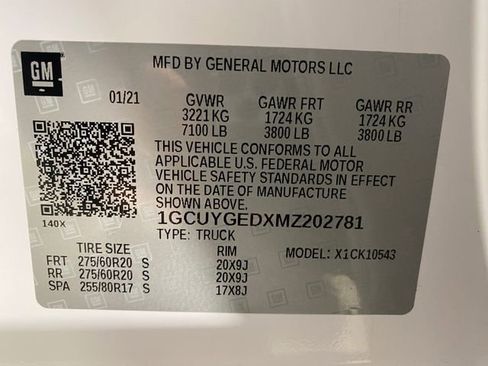 GM
MFD BY GENERAL MOTORS LLC
01/21 GVWR GAWR FRT GAWR RR
3221 KG 1724 KG 1724 KG
7100 LB 3800 LB 3800 LB
THIS VEHICLE CONFORMS TO ALL
APPLICABLE U.S. FEDERAL MOTOR
VEHICLE SAFETY STANDARDS IN EFFECT
ON THE DATE OF MANUFACTURE
SHOWN ABOVE.
140X
1GCUYGEDXMZ202781
TYPE: TRUCK
TIRE SIZE RIM MODEL: X1CK10543
FRT 275/60R20 S 20X9J
RR 275/60R20 S 20X9J
SPA 255/80R17 S 17X8J